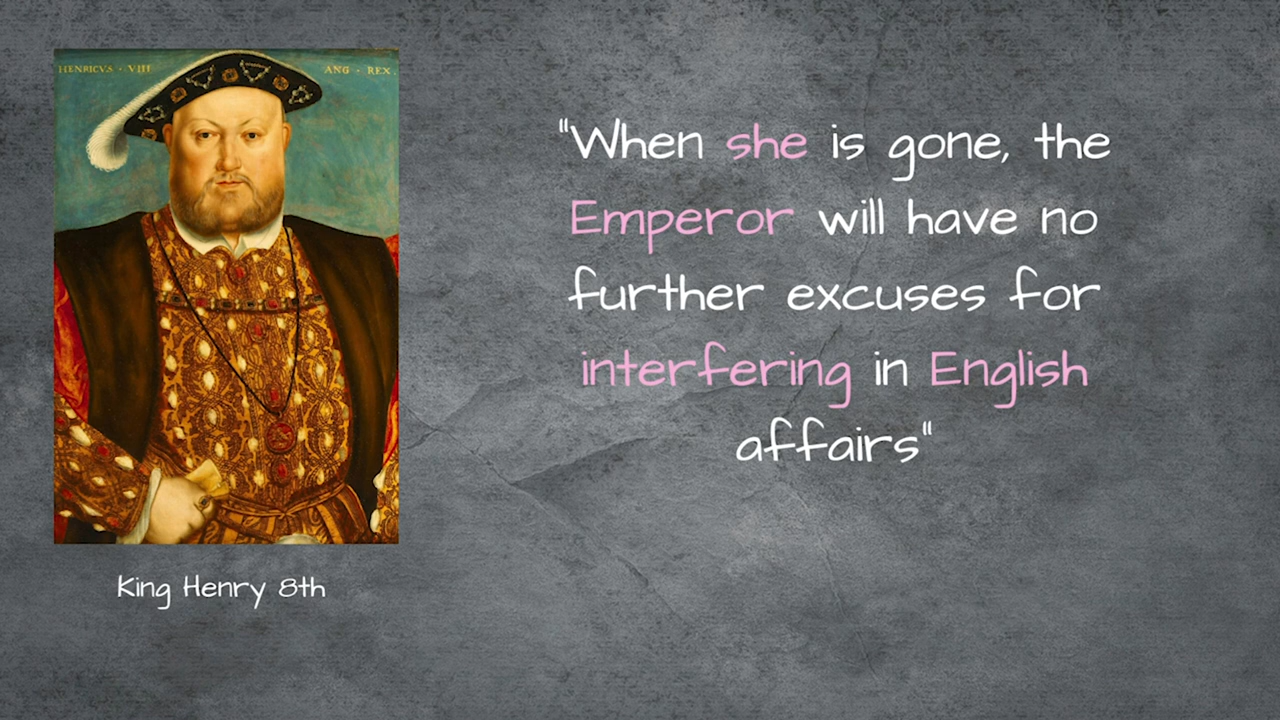 HENRICVS · VIII
ANG · REX ·
"When she is gone, the
Emperor will have no
further excuses for
interfering in English
affairs"
King Henry 8th